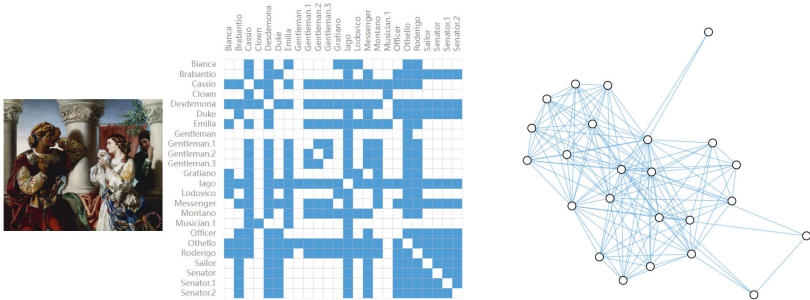 Bianca
Brabantio
Cassio
Clown
Desdemona
Duke
Emilia
Gentleman
Gentleman.1
Gentleman.2
Gentleman.3
Gratiano
Iago
Lodovico
Messenger
Montano
Musician.1
Officer
Othello
Roderigo
Sailor
Senator
Senator.1
Senator.2
Bianca
Brabantio
Cassio
Clown
Desdemona
Duke
Emilia
Gentleman
Gentleman.1
Gentleman.2
Gentleman.3
Gratiano
Iago
Lodovico
Messenger
Montano
Musician.1
Officer
Othello
Roderigo
Sailor
Senator
Senator.1
Senator.2